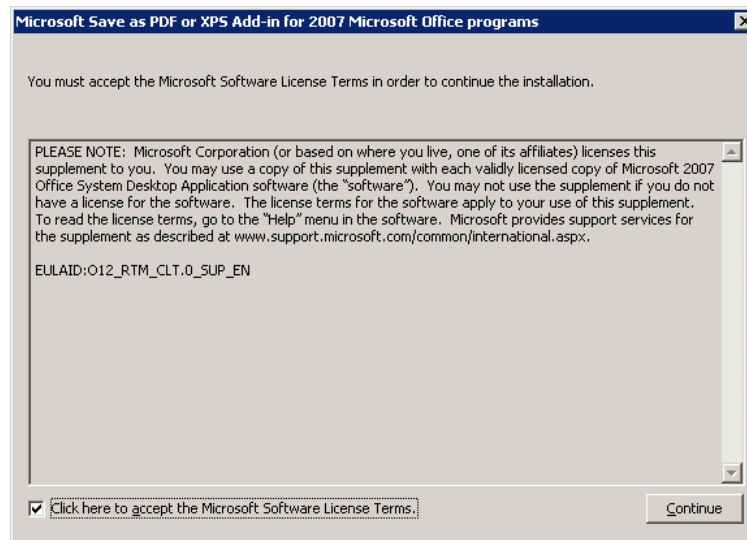 Microsoft Save as PDF or XPS Add-in for 2007 Microsoft Office programs
You must accept the Microsoft Software License Terms in order to continue the installation.
PLEASE NOTE:  Microsoft Corporation (or based on where you live, one of its affiliates) licenses this
supplement to you.  You may use a copy of this supplement with each validly licensed copy of Microsoft 2007
Office System Desktop Application software (the “software”).  You may not use the supplement if you do not
have a license for the software.  The license terms for the software apply to your use of this supplement.
To read the license terms, go to the “Help” menu in the software.  Microsoft provides support services for
the supplement as described at www.support.microsoft.com/common/international.aspx.
EULAID:O12_RTM_CLT.0_SUP_EN
Click here to accept the Microsoft Software License Terms.
Continue